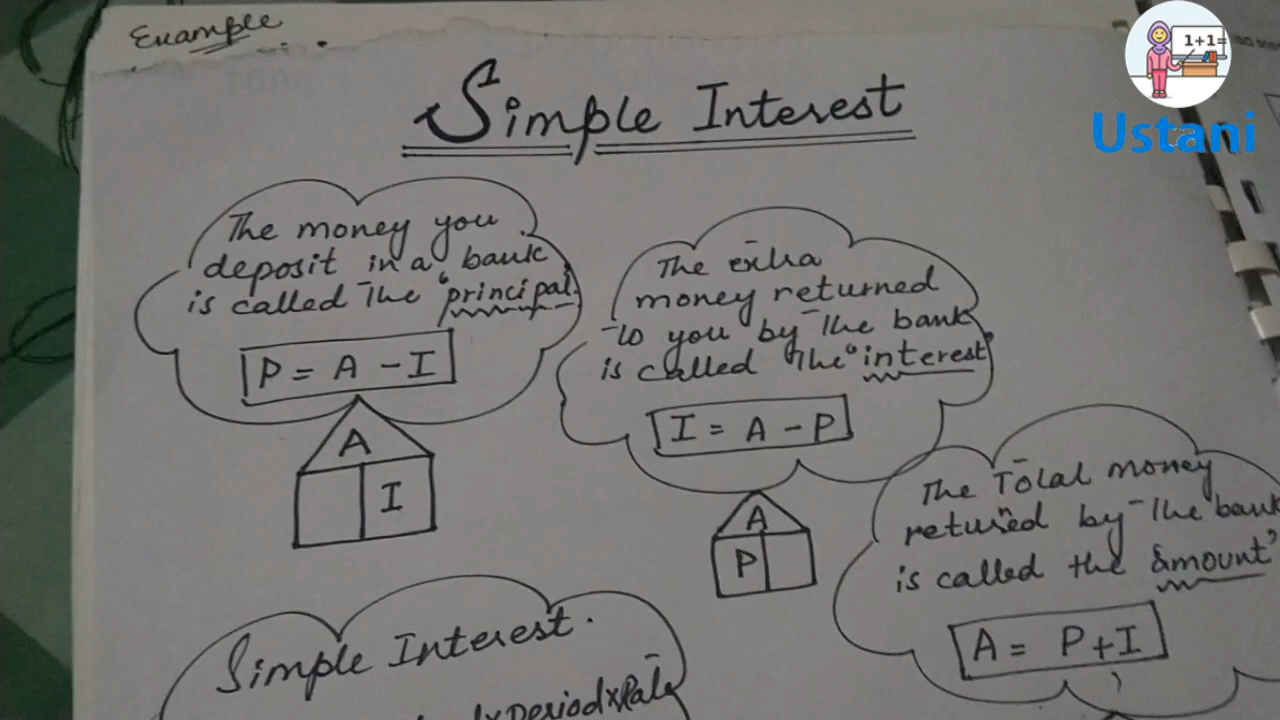 Example
Simple Interest
1+1=
Ustani
The money you
deposit in a bank
is called the "principal.
P = A - I
A
I
The extra
money returned
to you by the bank
is called the "interest"
I = A - P
A
P
The Total money
returned by the bank
is called the amount"
A = P+I
Simple Interest.
xPeriodxRate